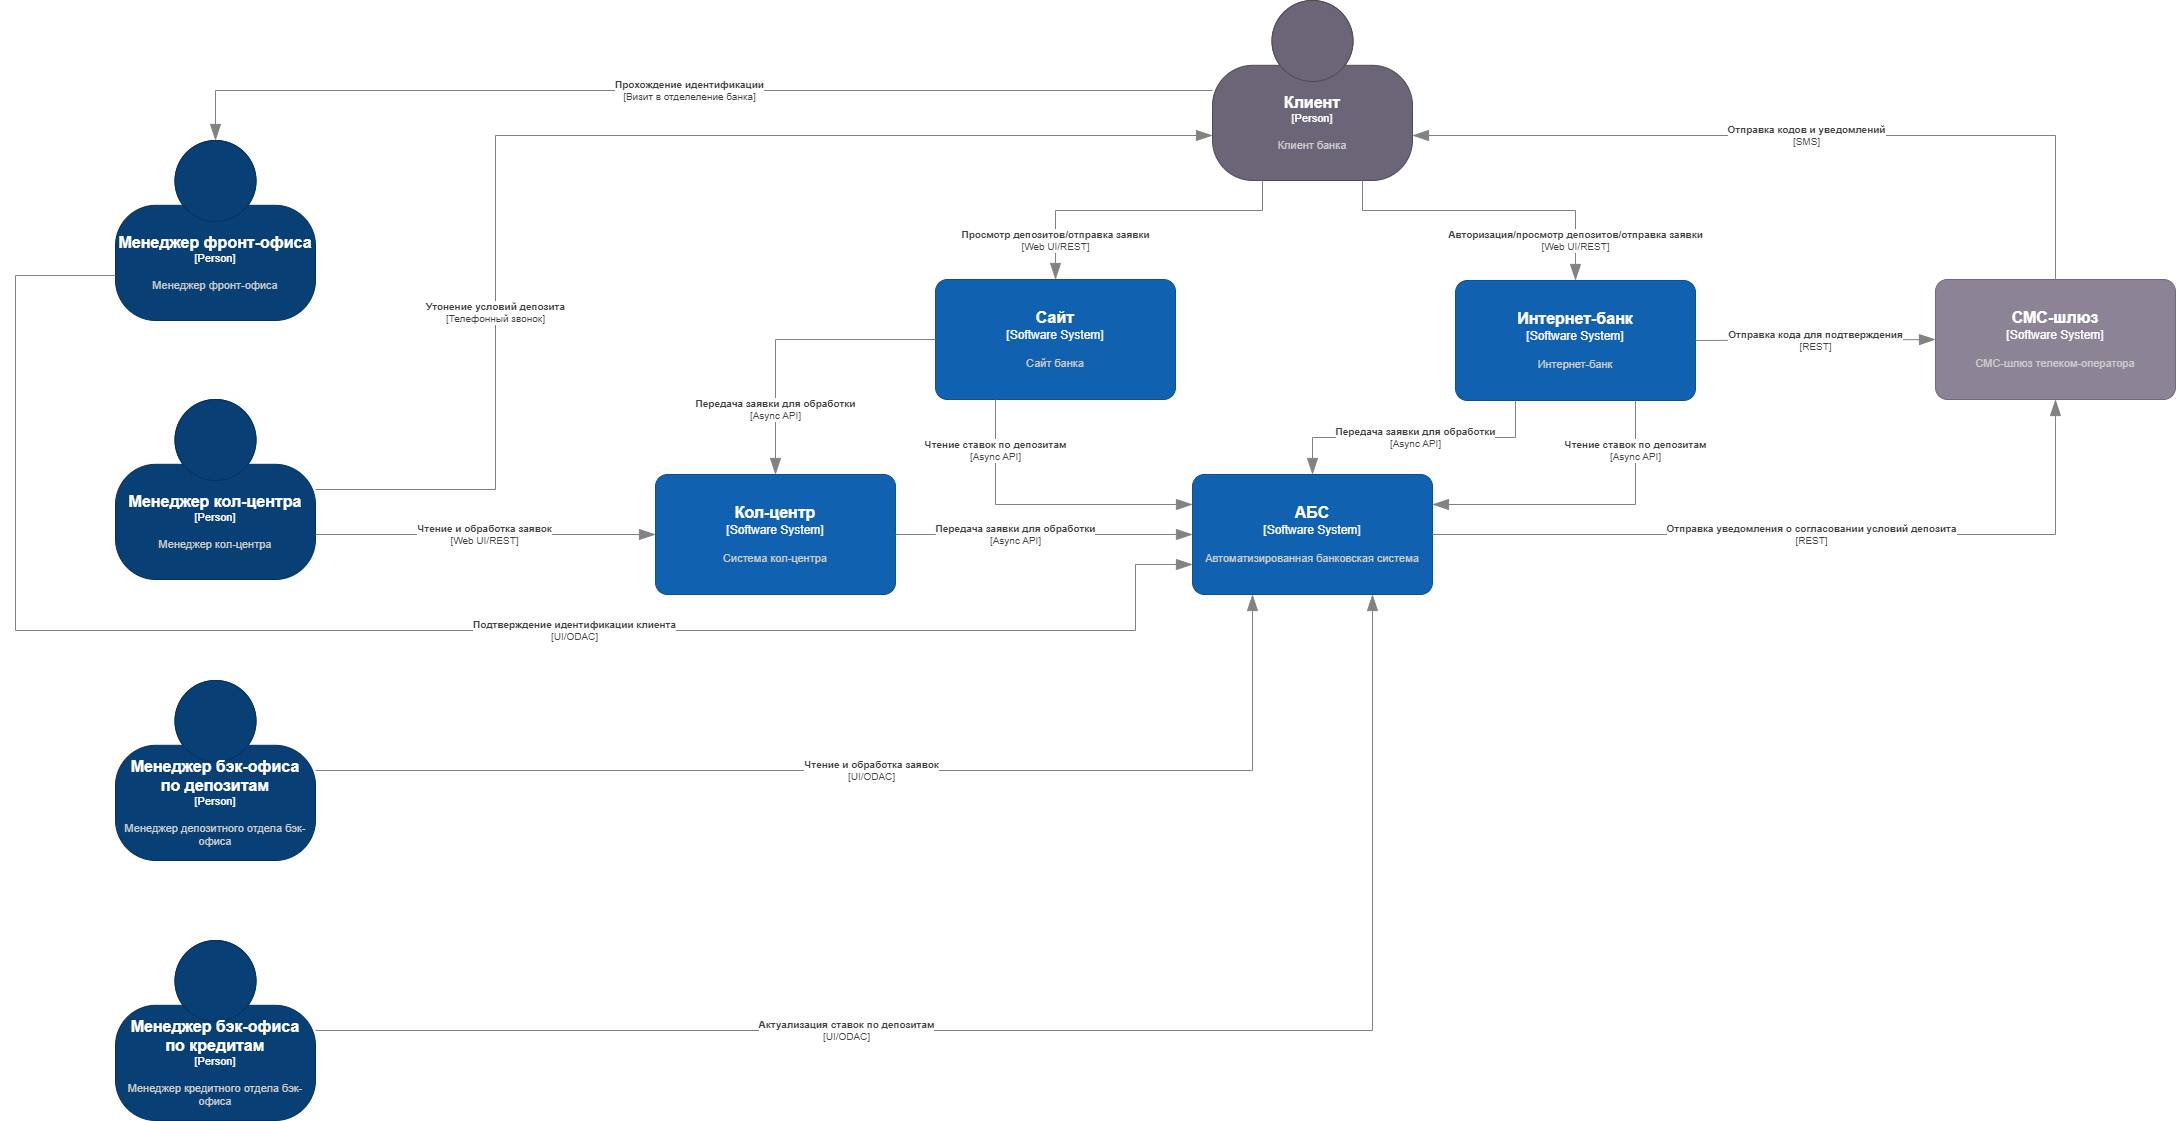 Прохождение идентификации
[Визит в отделеление банка]
Клиент
[Person]
Клиент банка
Отправка кодов и уведомлений
[SMS]
Менеджер фронт-офиса
[Person]
Менеджер фронт-офиса
Просмотр депозитов/отправка заявки
[Web UI/REST]
Авторизация/просмотр депозитов/отправка заявки
[Web UI/REST]
Утонение условий депозита
[Телефонный звонок]
Сайт
[Software System]
Сайт банка
Интернет-банк
[Software System]
Интернет-банк
Отправка кода для подтверждения
[REST]
СМС-шлюз
[Software System]
СМС-шлюз телеком-оператора
Передача заявки для обработки
[Async API]
Чтение ставок по депозитам
[Async API]
Передача заявки для обработки
[Async API]
Чтение ставок по депозитам
[Async API]
Менеджер кол-центра
[Person]
Менеджер кол-центра
Чтение и обработка заявок
[Web UI/REST]
Кол-центр
[Software System]
Система кол-центра
Передача заявки для обработки
[Async API]
АБС
[Software System]
Автоматизированная банковская система
Отправка уведомления о согласовании условий депозита
[REST]
Подтверждение идентификации клиента
[UI/ODAC]
Менеджер бэк-офиса
по депозитам
[Person]
Менеджер депозитного отдела бэк-
офиса
Чтение и обработка заявок
[UI/ODAC]
Менеджер бэк-офиса
по кредитам
[Person]
Менеджер кредитного отдела бэк-
офиса
Актуализация ставок по депозитам
[UI/ODAC]